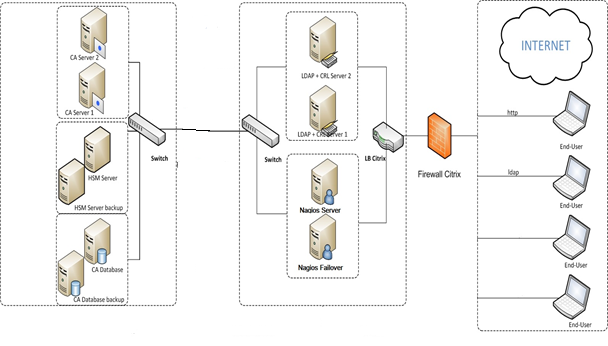 CA Server 2
CA Server 1
Switch
HSM Server
HSM Server backup
CA Database
CA Database backup
LDAP + CRL Server 2
LDAP + CRL Server 1
Switch
LB Citrix
Nagios Server
Nagios Failover
Firewall Citrix
INTERNET
http
End-User
ldap
End-User
End-User
End-User